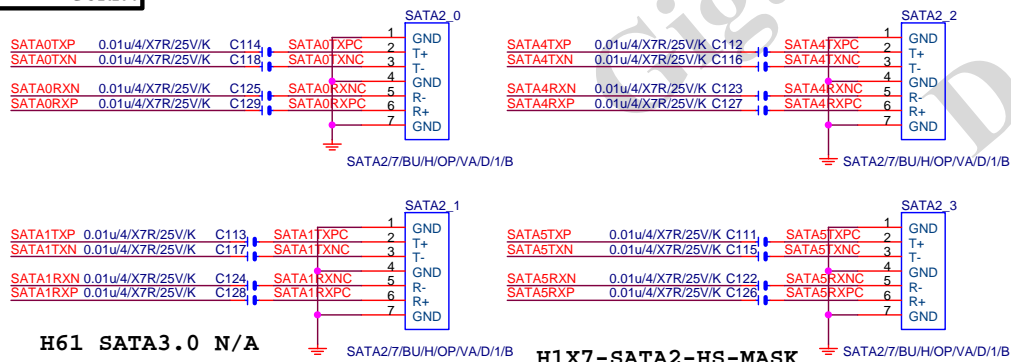 SATA2_0
SATA0TXP 0.01u/4/X7R/25V/K C114 SATA0TXPC 1 GND
SATA0TXN C118 SATA0TXNC 2 T+
3 T-
4 GND
SATA0RXN 0.01u/4/X7R/25V/K C125 SATA0RXNC 5 R-
SATA0RXP 0.01u/4/X7R/25V/K C129 SATA0RXPC 6 R+
7 GND
SATA2/7/BU/H/OP/VA/D/1/B
SATA2_2
SATA4TXP 0.01u/4/X7R/25V/K C112 SATA4TXPC 1 GND
SATA4TXN 0.01u/4/X7R/25V/K C116 SATA4TXNC 2 T+
3 T-
4 GND
SATA4RXN 0.01u/4/X7R/25V/K C123 SATA4RXNC 5 R-
SATA4RXP 0.01u/4/X7R/25V/K C127 SATA4RXPC 6 R+
7 GND
SATA2/7/BU/H/OP/VA/D/1/B
SATA2_1
SATA1TXP 0.01u/4/X7R/25V/K C113 SATA1TXPC 1 GND
SATA1TXN 0.01u/4/X7R/25V/K C117 SATA1TXNC 2 T+
3 T-
4 GND
SATA1RXN 0.01u/4/X7R/25V/K C124 SATA1RXNC 5 R-
SATA1RXP 0.01u/4/X7R/25V/K C128 SATA1RXPC 6 R+
7 GND
H61 SATA3.0 N/A
SATA2/7/BU/H/OP/VA/D/1/B
SATA2_3
SATA5TXP 0.01u/4/X7R/25V/K C111 SATA5TXPC 1 GND
SATA5TXN 0.01u/4/X7R/25V/K C115 SATA5TXNC 2 T+
3 T-
4 GND
SATA5RXN 0.01u/4/X7R/25V/K C122 SATA5RXNC 5 R-
SATA5RXP 0.01u/4/X7R/25V/K C126 SATA5RXPC 6 R+
7 GND
H1X7-SATA2-HS-MASK
SATA2/7/BU/H/OP/VA/D/1/B